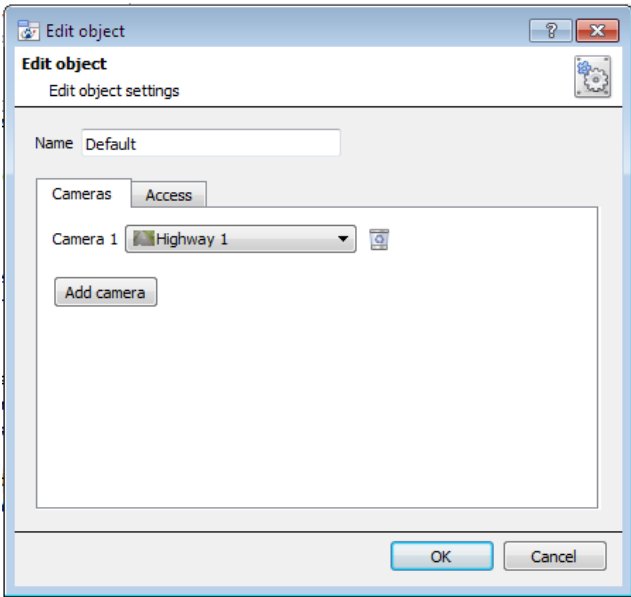 Edit object
Edit object
Edit object settings
Name Default
Cameras Access
Camera 1 Highway 1
Add camera
OK Cancel